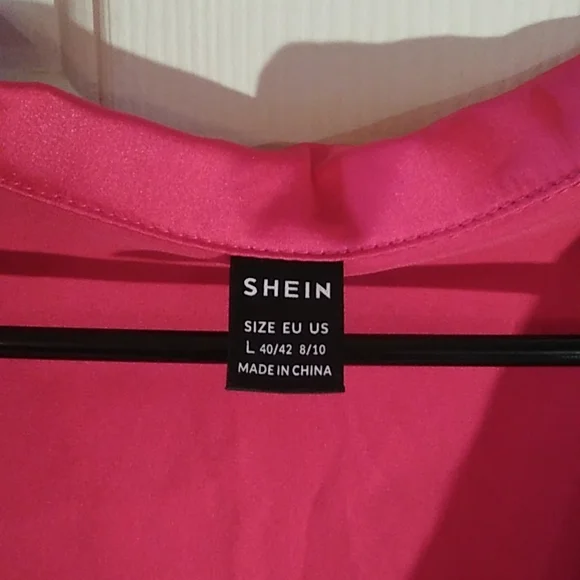 SHEIN
SIZE EU US
L 40/42 8/10
MADE IN CHINA